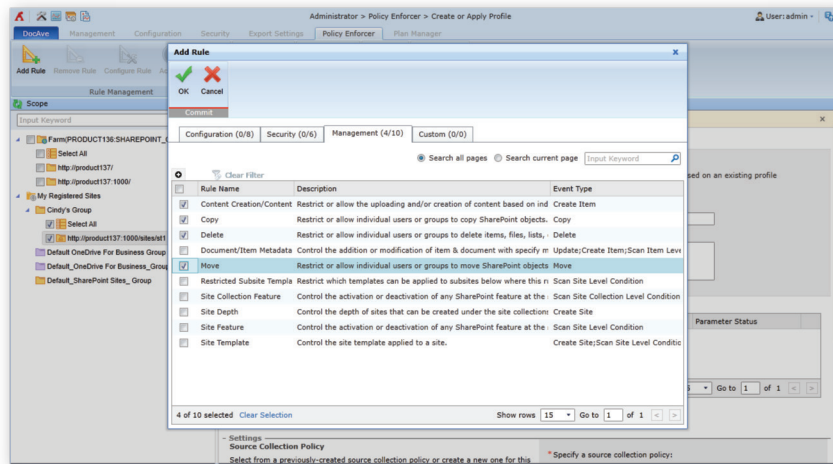 Administrator > Policy Enforcer > Create or Apply Profile
User: admin
DocAve Management Configuration Security Export Settings Policy Enforcer Plan Manager
Add Rule Remove Rule Configure Rule
Rule Management
Scope
Input Keyword
Farm(PRODUCT136:SHAREPOINT_
Select All
http://product137/
http://product137:1000/
My Registered Sites
Cindy's Group
Select All
http://product137:1000/sites/st1
Default OneDrive For Business Group
Default_OneDrive For Business_Group
Default_SharePoint Sites_ Group
Add Rule x
OK Cancel
Commit
Configuration (0/8) Security (0/6) Management (4/10) Custom (0/0)
Search all pages Search current page Input Keyword
Clear Filter
Rule Name Description Event Type
Content Creation/Content Restrict or allow the uploading and/or creation of content based on ind Create Item
Copy Restrict or allow individual users or groups to copy SharePoint objects. Copy
Delete Restrict or allow individual users or groups to delete items, files, lists, Delete
Document/Item Metadata Control the addition or modification of item & document with specify m Update;Create Item;Scan Item Leve
Move Restrict or allow individual users or groups to move SharePoint objects Move
Restricted Subsite Templa Restrict which templates can be applied to subsites below where this r Scan Site Level Condition
Site Collection Feature Control the activation or deactivation of any SharePoint feature at the Scan Site Collection Level Condition
Site Depth Control the depth of sites that can be created under the site collection Create Site
Site Feature Control the activation or deactivation of any SharePoint feature at the Scan Site Level Condition
Site Template Control the site template applied to a site. Create Site;Scan Site Level Conditic
4 of 10 selected Clear Selection Show rows 15 Go to 1 of 1 < >
x
sed on an existing profile
Parameter Status
Go to 1 of 1 < >
- Settings
Source Collection Policy
Select from a previously-created source collection policy or create a new one for this
*Specify a source collection policy: